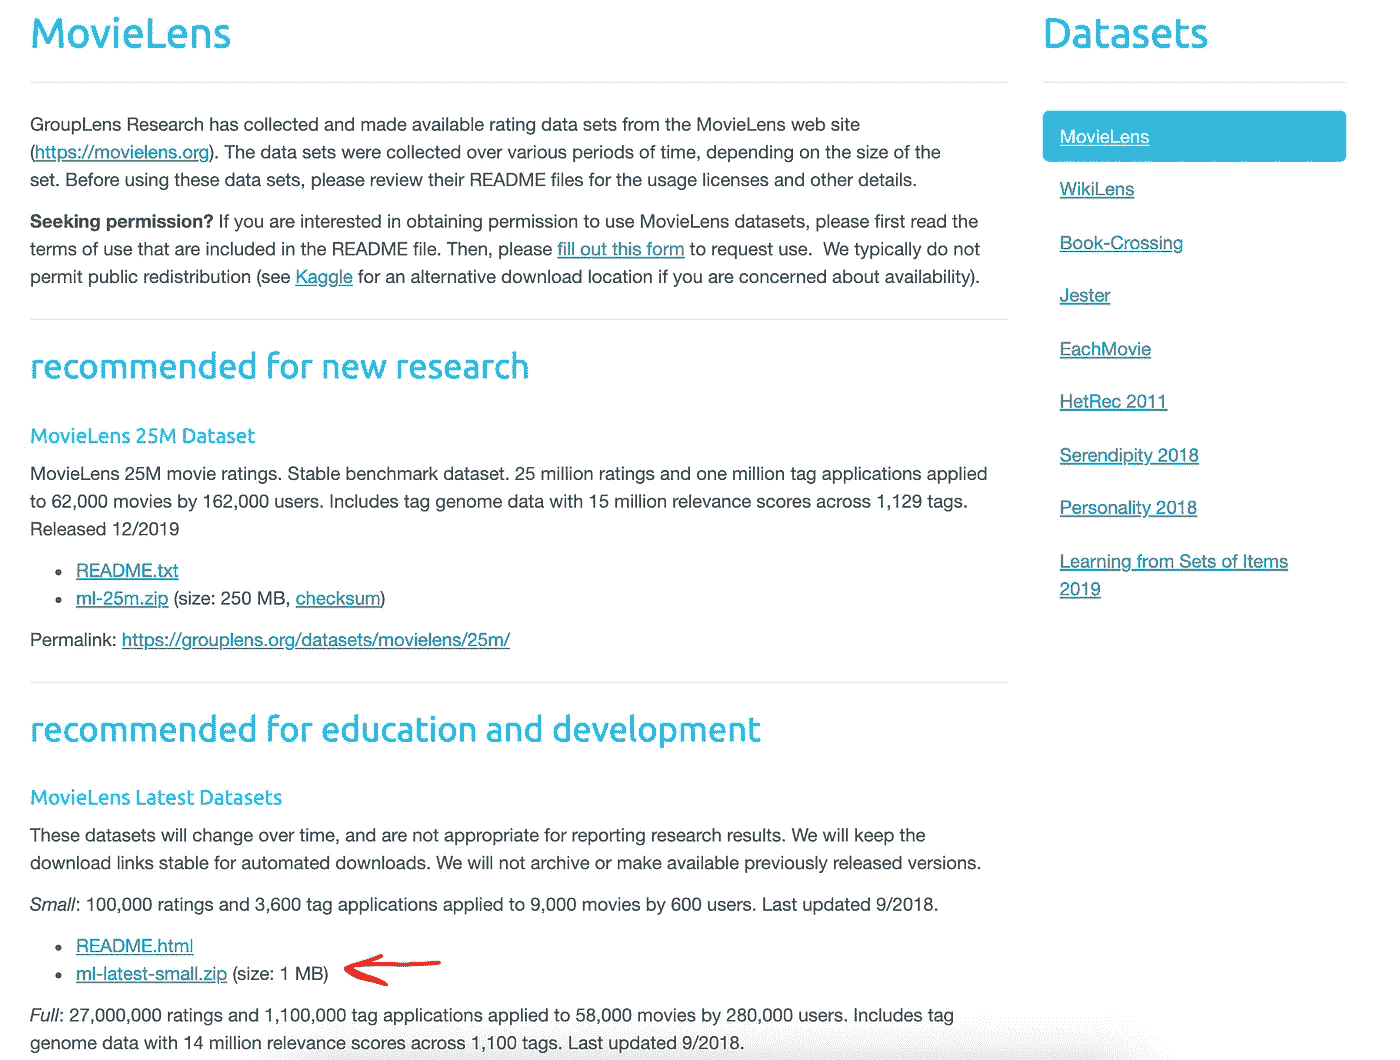 MovieLens
GroupLens Research has collected and made available rating data sets from the MovieLens web site
(https://movielens.org). The data sets were collected over various periods of time, depending on the size of the
set. Before using these data sets, please review their README files for the usage licenses and other details.
Seeking permission? If you are interested in obtaining permission to use MovieLens datasets, please first read the
terms of use that are included in the README file. Then, please fill out this form to request use.  We typically do not
permit public redistribution (see Kaggle for an alternative download location if you are concerned about availability).
recommended for new research
MovieLens 25M Dataset
MovieLens 25M movie ratings. Stable benchmark dataset. 25 million ratings and one million tag applications applied
to 62,000 movies by 162,000 users. Includes tag genome data with 15 million relevance scores across 1,129 tags.
Released 12/2019
• README.txt
• ml-25m.zip (size: 250 MB, checksum)
Permalink: https://grouplens.org/datasets/movielens/25m/
recommended for education and development
MovieLens Latest Datasets
These datasets will change over time, and are not appropriate for reporting research results. We will keep the
download links stable for automated downloads. We will not archive or make available previously released versions.
Small: 100,000 ratings and 3,600 tag applications applied to 9,000 movies by 600 users. Last updated 9/2018.
• README.html
• ml-latest-small.zip (size: 1 MB)
Full: 27,000,000 ratings and 1,100,000 tag applications applied to 58,000 movies by 280,000 users. Includes tag
genome data with 14 million relevance scores across 1,100 tags. Last updated 9/2018.
Datasets
MovieLens
WikiLens
Book-Crossing
Jester
EachMovie
HetRec 2011
Serendipity 2018
Personality 2018
Learning from Sets of Items
2019